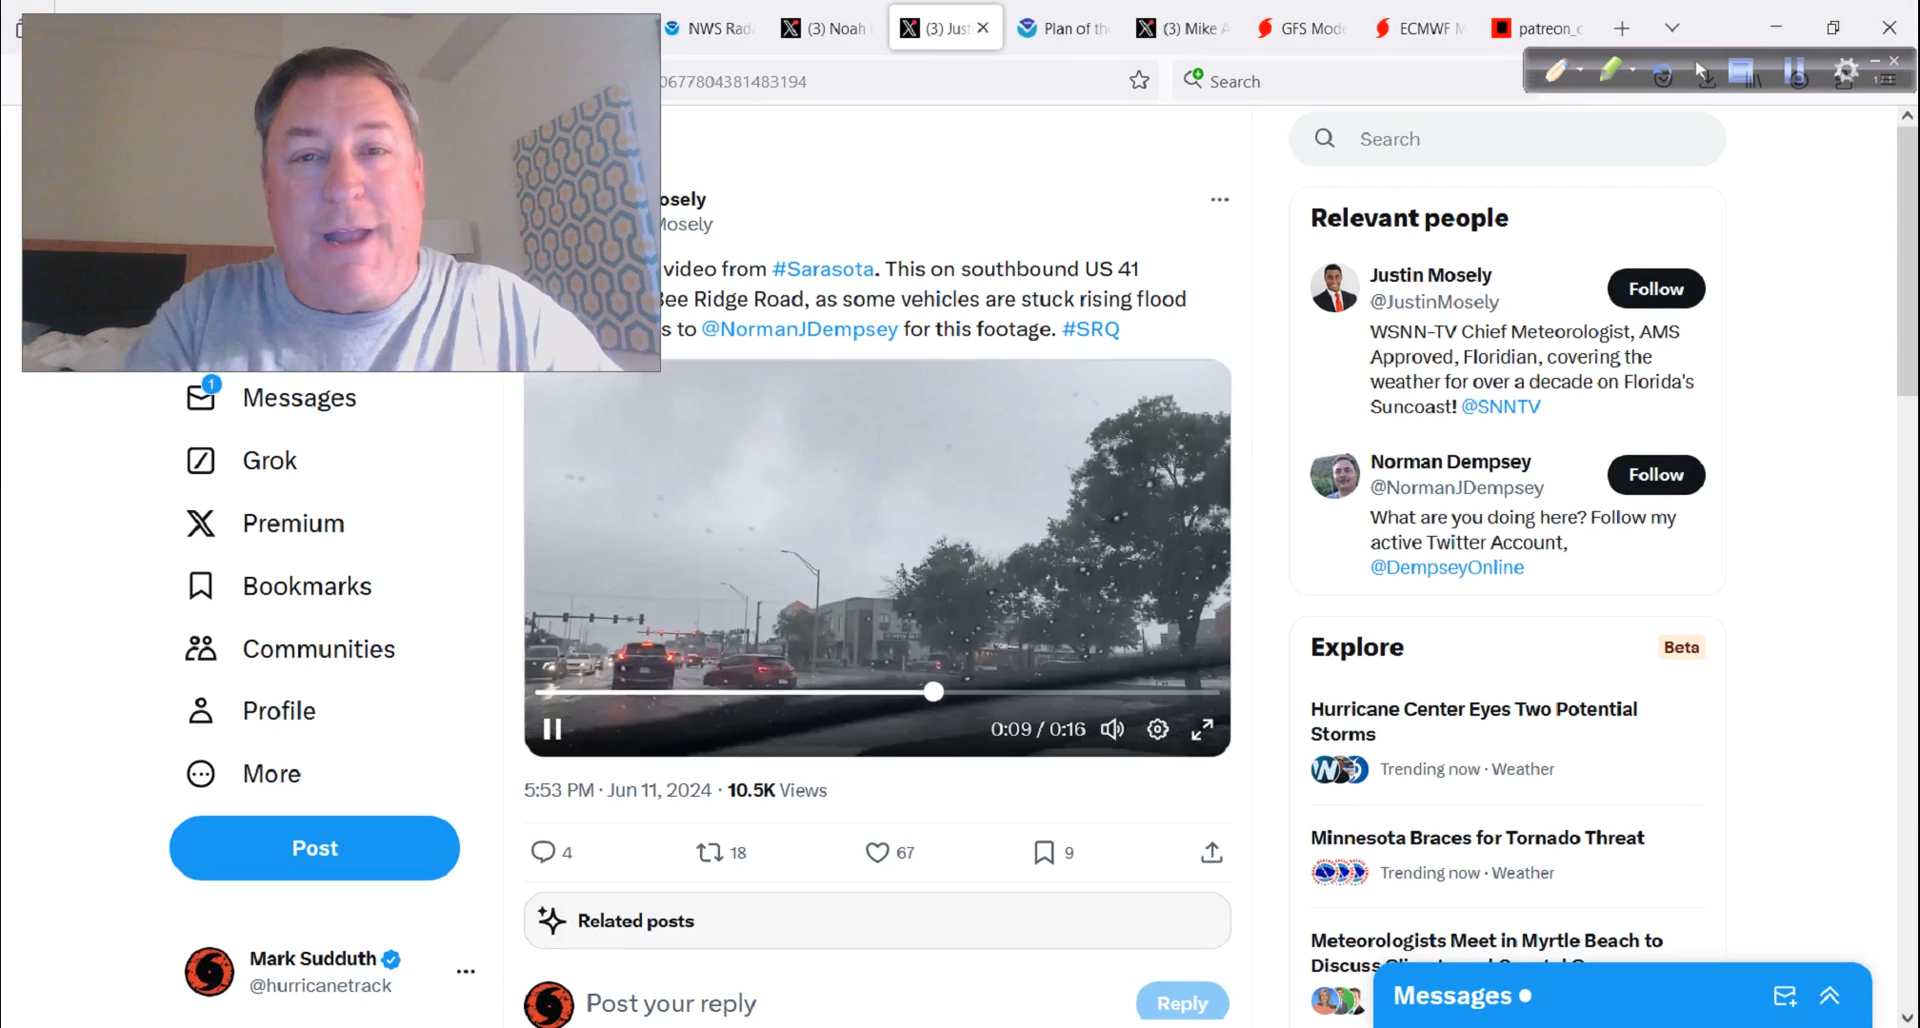 NWS Rad
(3) Noah
(3) Just
Plan of th
(3) Mike A
GFS Mod
ECMWF M
patreon_c
0677804381483194
Search
Search
osely
Mosely
video from #Sarasota. This on southbound US 41
Bee Ridge Road, as some vehicles are stuck rising flood
s to @NormanJDempsey for this footage. #SRQ
0:09 / 0:16
5:53 PM · Jun 11, 2024 · 10.5K Views
4
18
67
9
Related posts
Post your reply
Reply
1
Messages
Grok
Premium
Bookmarks
Communities
Profile
More
Post
Mark Sudduth
@hurricanetrack
Relevant people
Justin Mosely
@JustinMosely
Follow
WSNN-TV Chief Meteorologist, AMS
Approved, Floridian, covering the
weather for over a decade on Florida's
Suncoast! @SNNTV
Norman Dempsey
@NormanJDempsey
Follow
What are you doing here? Follow my
active Twitter Account,
@DempseyOnline
Explore
Beta
Hurricane Center Eyes Two Potential
Storms
Trending now · Weather
Minnesota Braces for Tornado Threat
Trending now · Weather
Meteorologists Meet in Myrtle Beach to
Discuss
Messages